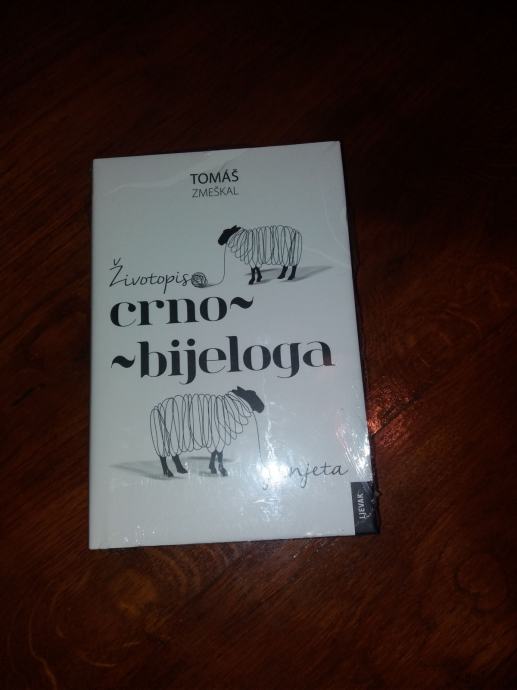 TOMÁŠ
ZMEŠKAL
Životopis
crno~
~bijeloga
LJEVAK